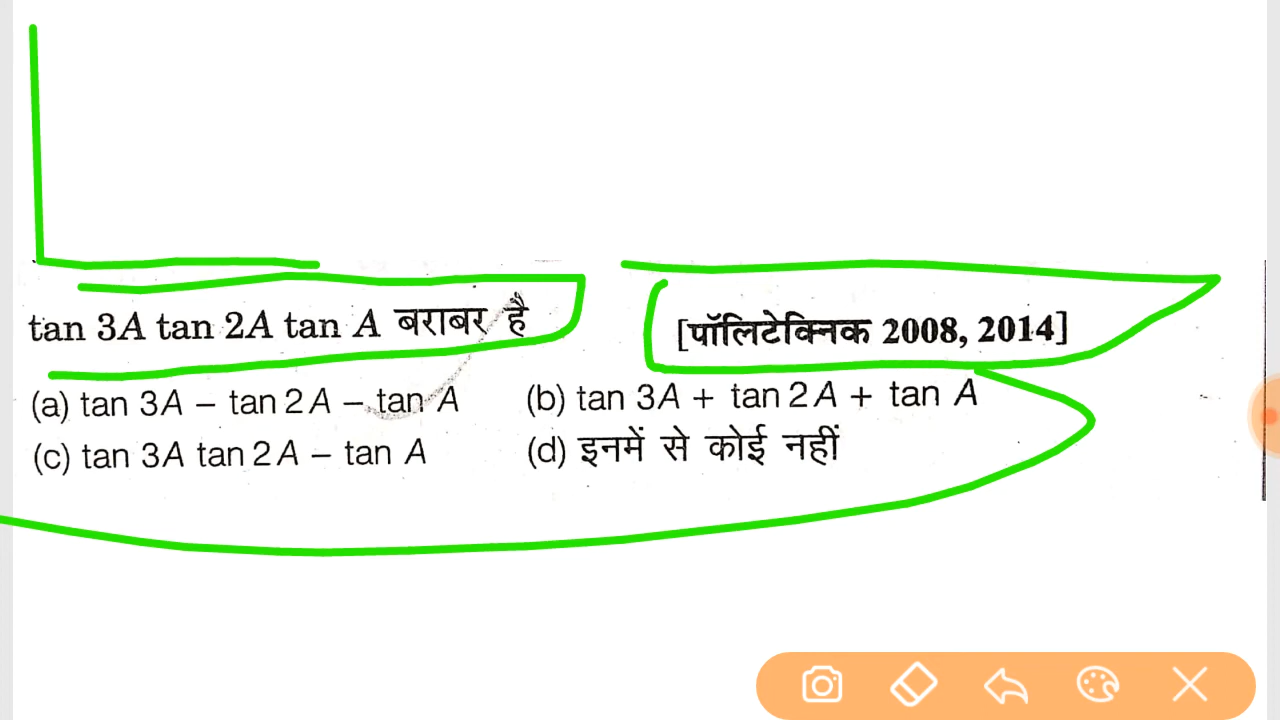 tan 3A tan 2A tan A बराबर है [पॉलिटेक्निक 2008, 2014]
(a) tan 3A – tan 2A – tan A (b) tan 3A + tan 2A + tan A
(c) tan 3A tan 2A – tan A (d) इनमें से कोई नहीं